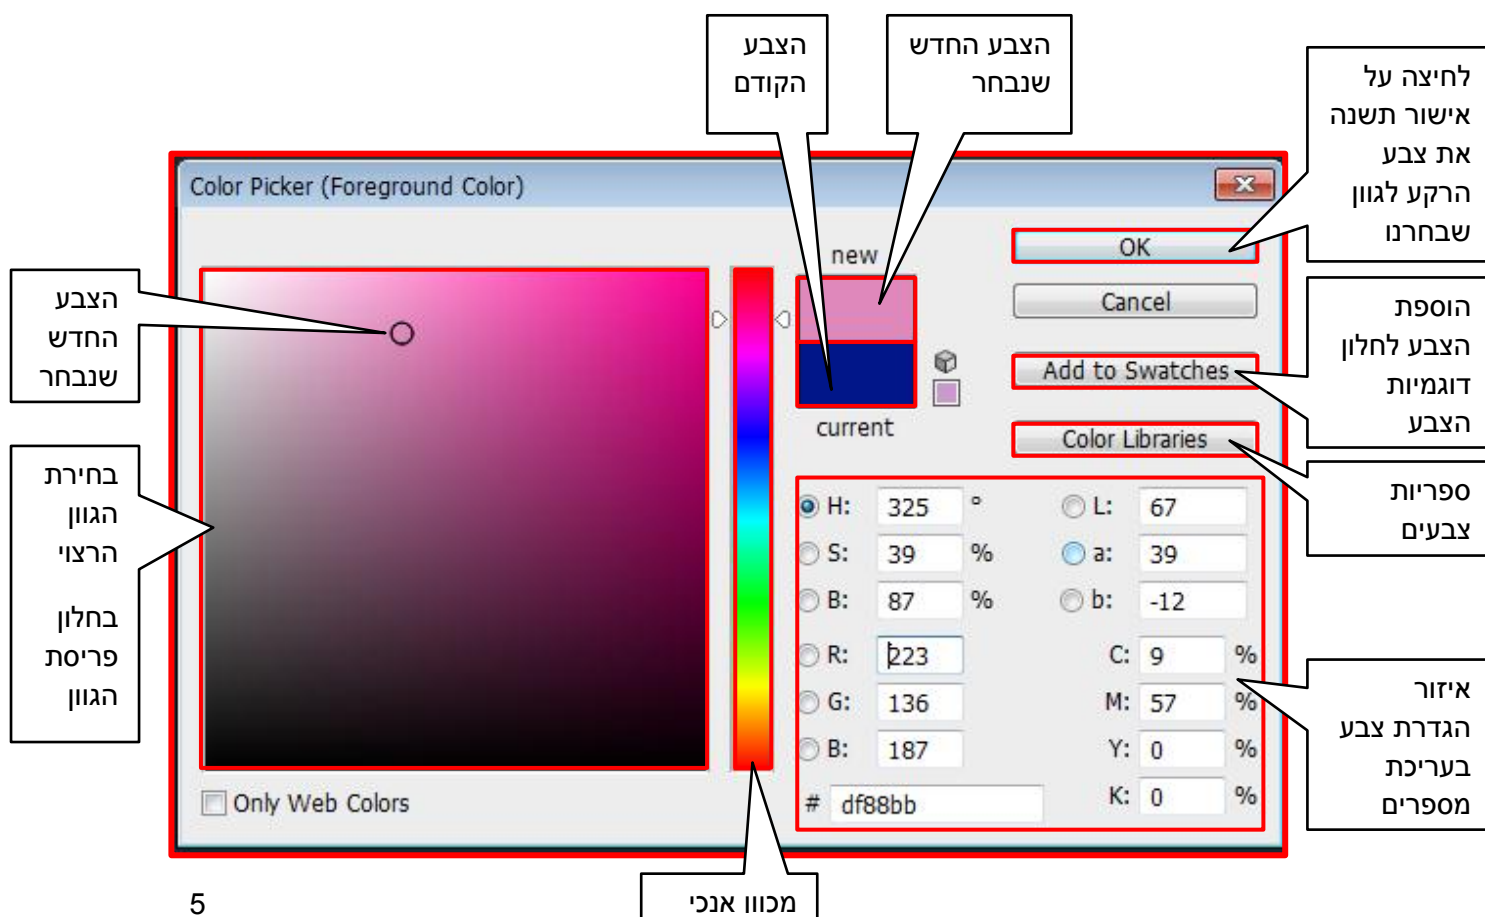 הצבע
הקודם
הצבע החדש
שנבחר
לחיצה על
אישור תשנה
את צבע
הרקע לגוון
שבחרנו
Color Picker (Foreground Color)
new
OK
Cancel
הצבע
החדש
שנבחר
הוספת
הצבע לחלון
דוגמיות
הצבע
Add to Swatches
current
Color Libraries
בחירת
הגוון
הרצוי
בחלון
פריסת
הגוון
ספריות
צבעים
H: 325 ° L: 67
S: 39 % a: 39
B: 87 % b: -12
R: 223 C: 9 %
G: 136 M: 57 %
B: 187 Y: 0 %
# df88bb K: 0 %
איזור
הגדרת צבע
בעריכת
מספרים
Only Web Colors
מכוון אנכי
5